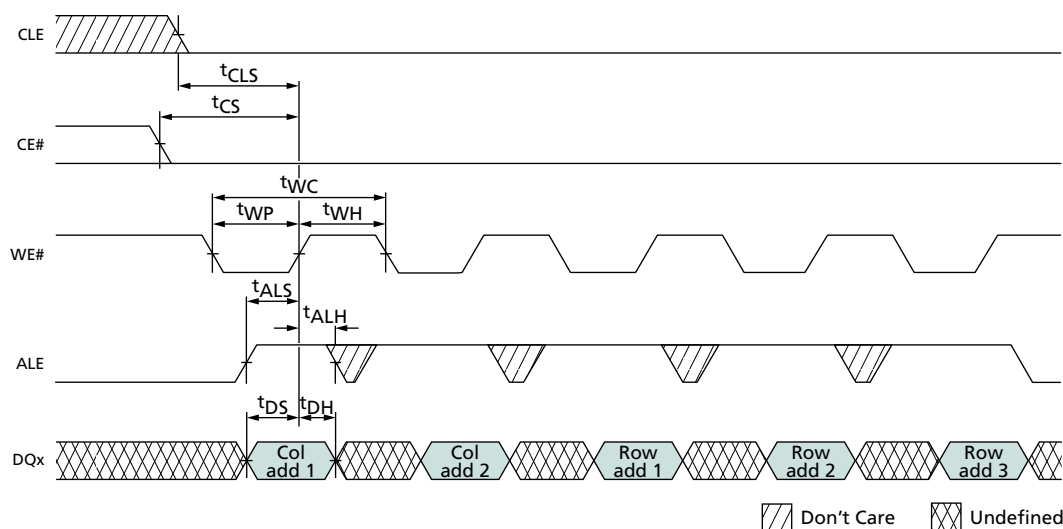 CLE
tCLS
tCS
CE#
tWC
tWP
tWH
WE#
tALS
tALH
ALE
tDS
tDH
DQx
Col
add 1
Col
add 2
Row
add 1
Row
add 2
Row
add 3
Don't Care
Undefined